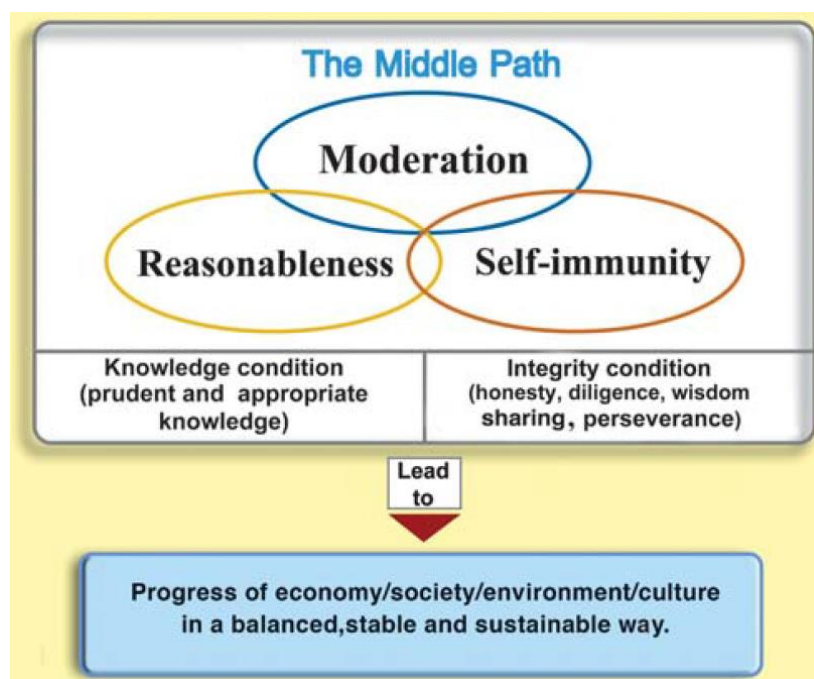 The Middle Path
Moderation
Reasonableness
Self-immunity
Knowledge condition
(prudent and appropriate
knowledge)
Integrity condition
(honesty, diligence, wisdom
sharing, perseverance)
Lead
to
Progress of economy/society/environment/culture
in a balanced,stable and sustainable way.